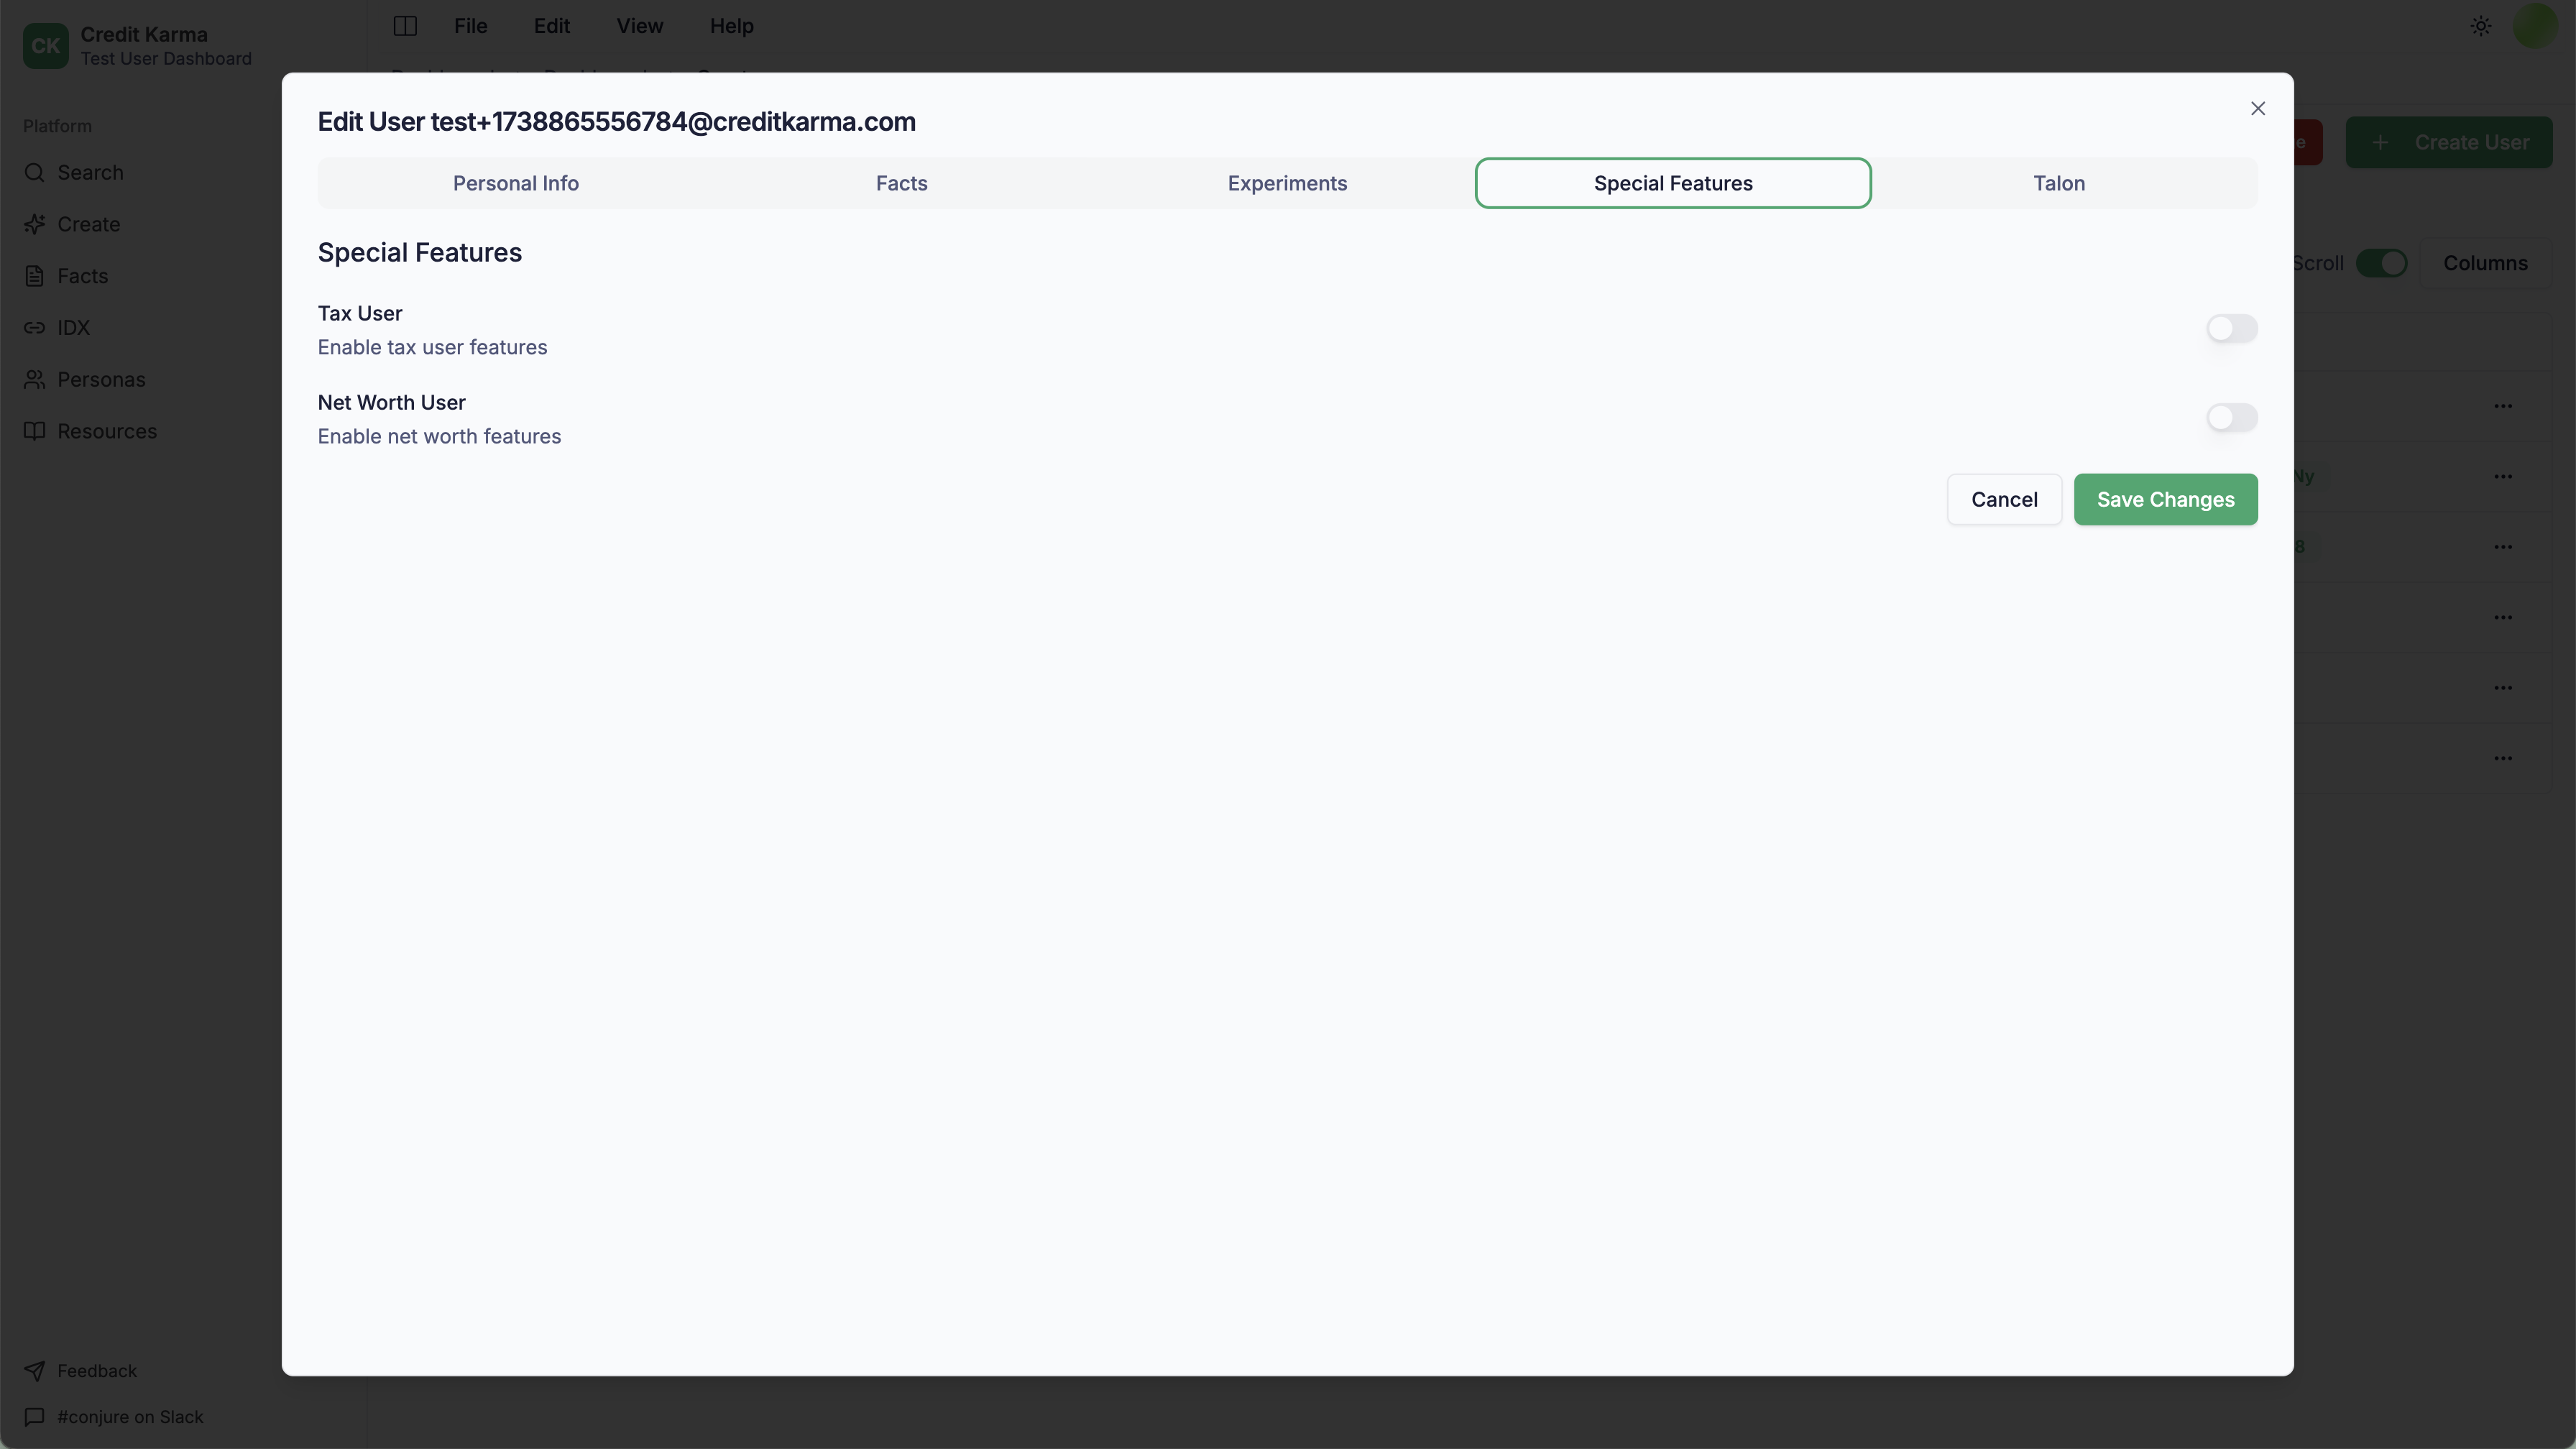 CK
Credit Karma
Test User Dashboard
File Edit View Help
Platform
Search
Create
Facts
IDX
Personas
Resources
Create User
Scroll
Columns
Edit User test+1738865556784@creditkarma.com
Personal Info Facts Experiments Special Features Talon
Special Features
Tax User
Enable tax user features
Net Worth User
Enable net worth features
Cancel Save Changes
Feedback
#conjure on Slack